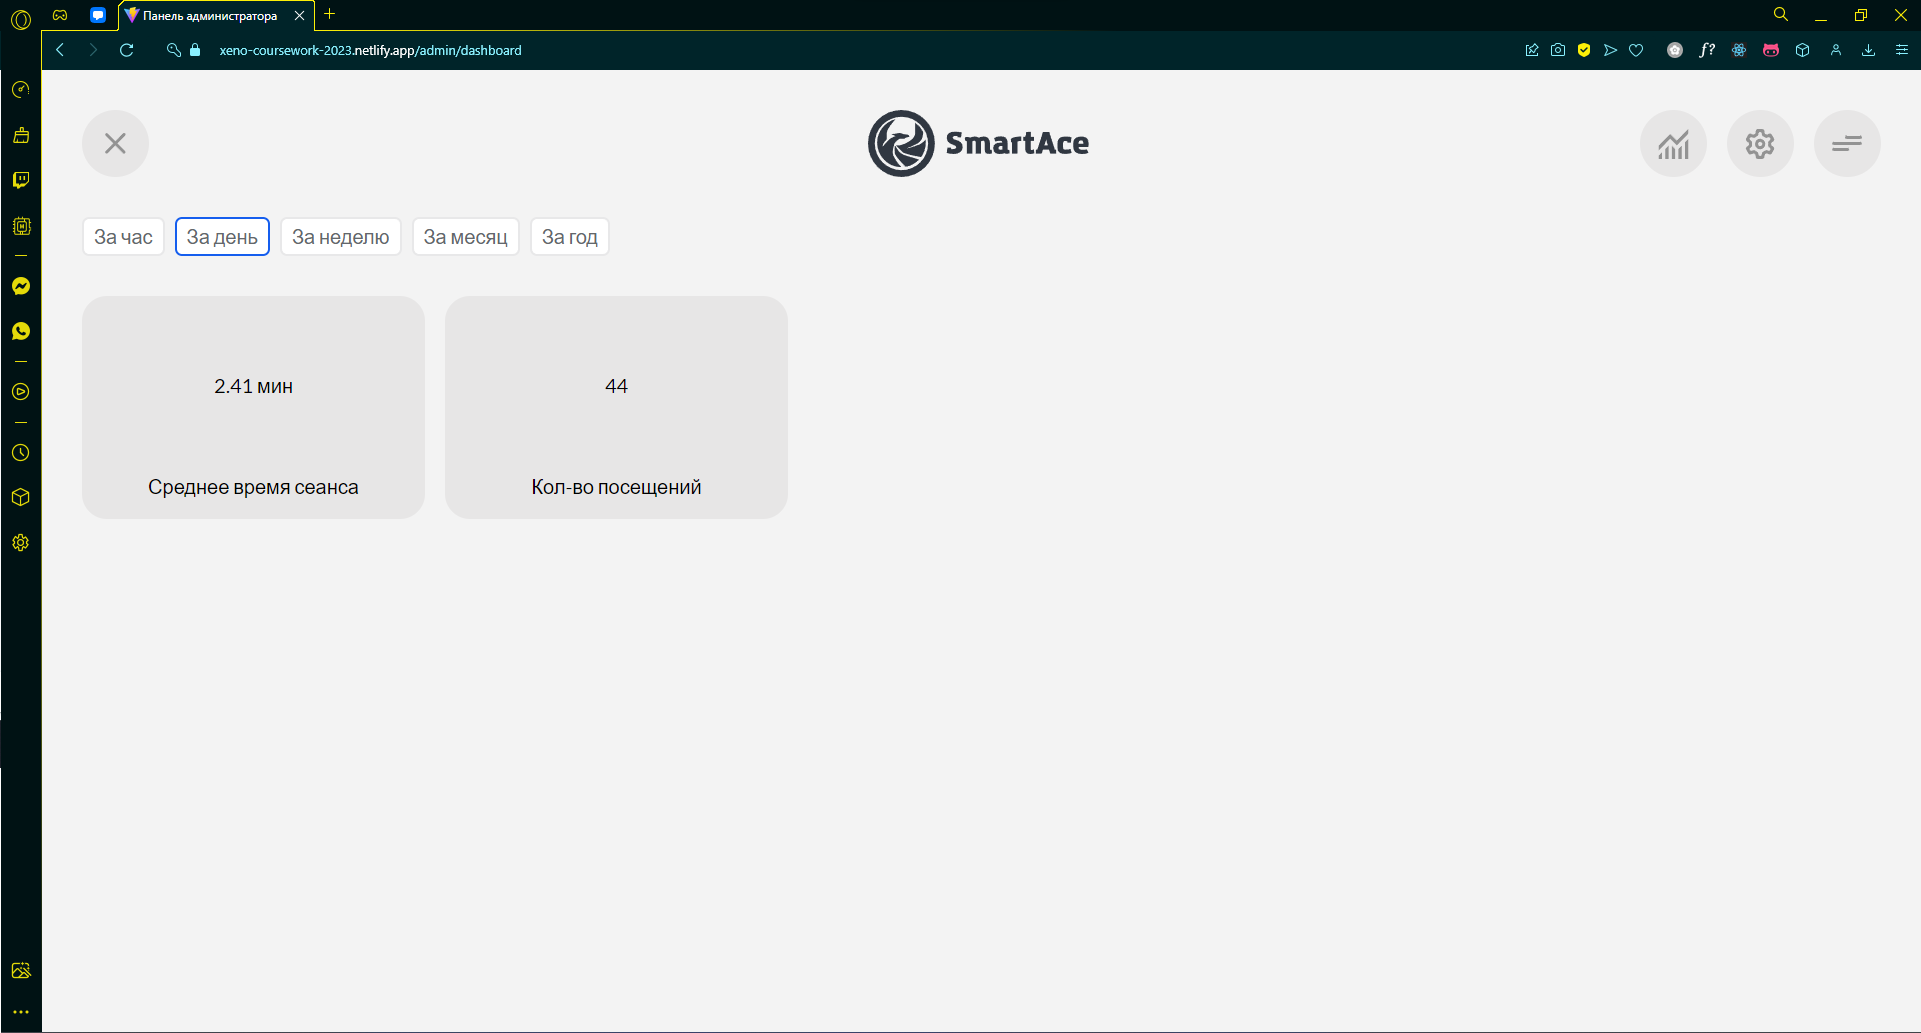 Панель администратора
xeno-coursework-2023.netlify.app/admin/dashboard
f?
SmartAce
За час
За день
За неделю
За месяц
За год
2.41 мин
44
Среднее время сеанса
Кол-во посещений